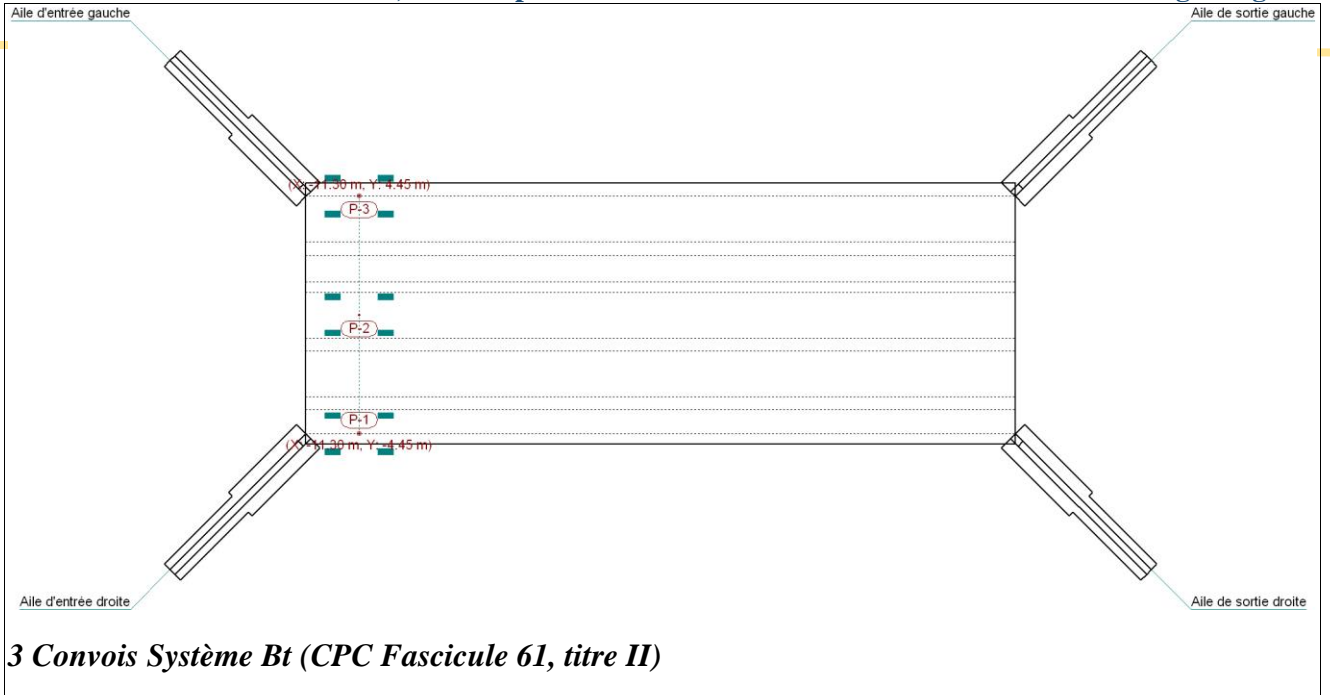 Aile d'entrée gauche
Aile de sortie gauche
(X: -11.30 m, Y: 4.45 m)
P-3
P-2
P-1
(X: -11.30 m, Y: -4.45 m)
Aile d'entrée droite
Aile de sortie droite
3 Convois Système Bt (CPC Fascicule 61, titre II)